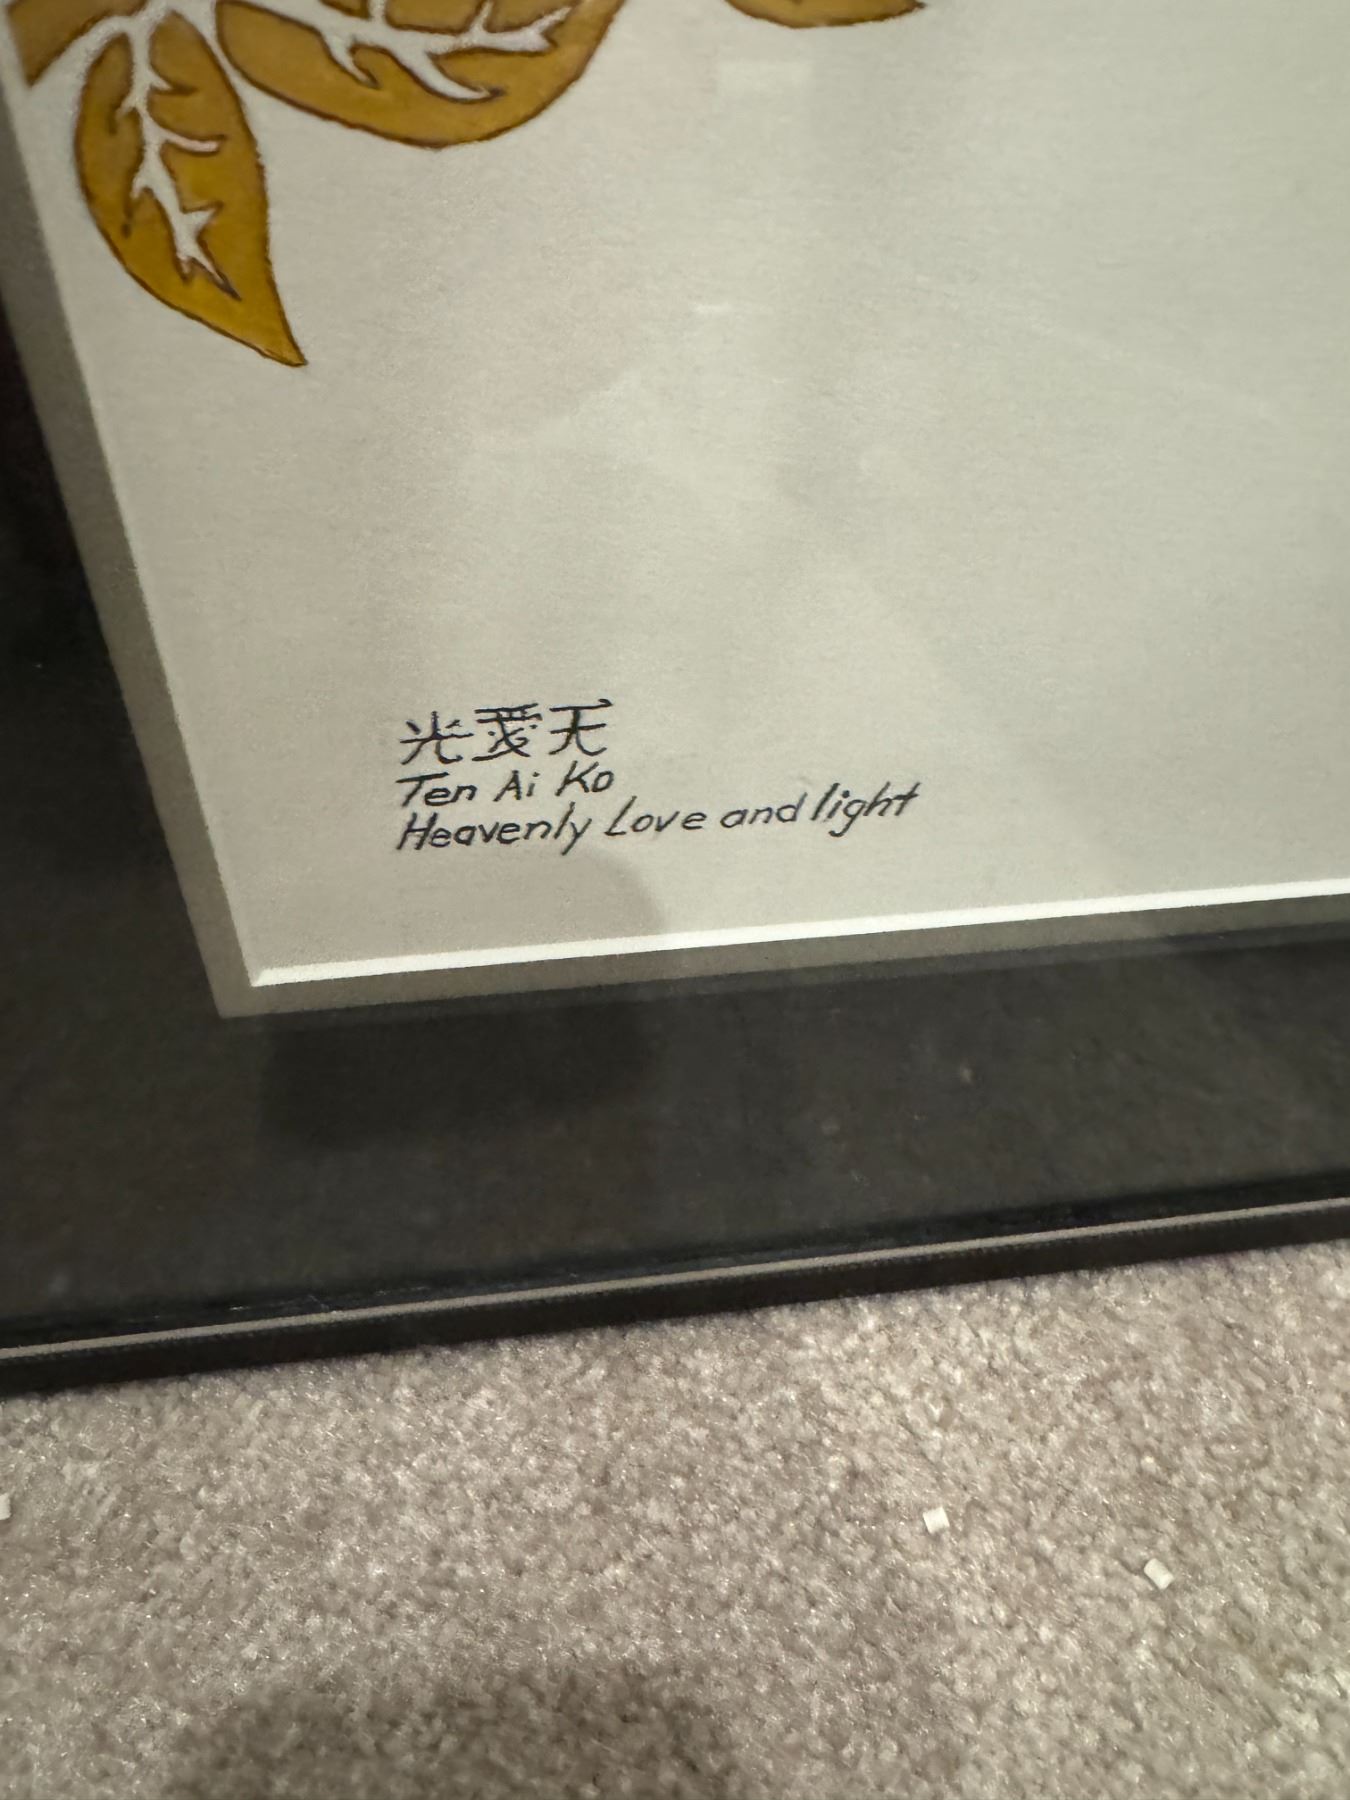 光愛天
Ten Ai Ko
Heavenly Love and light